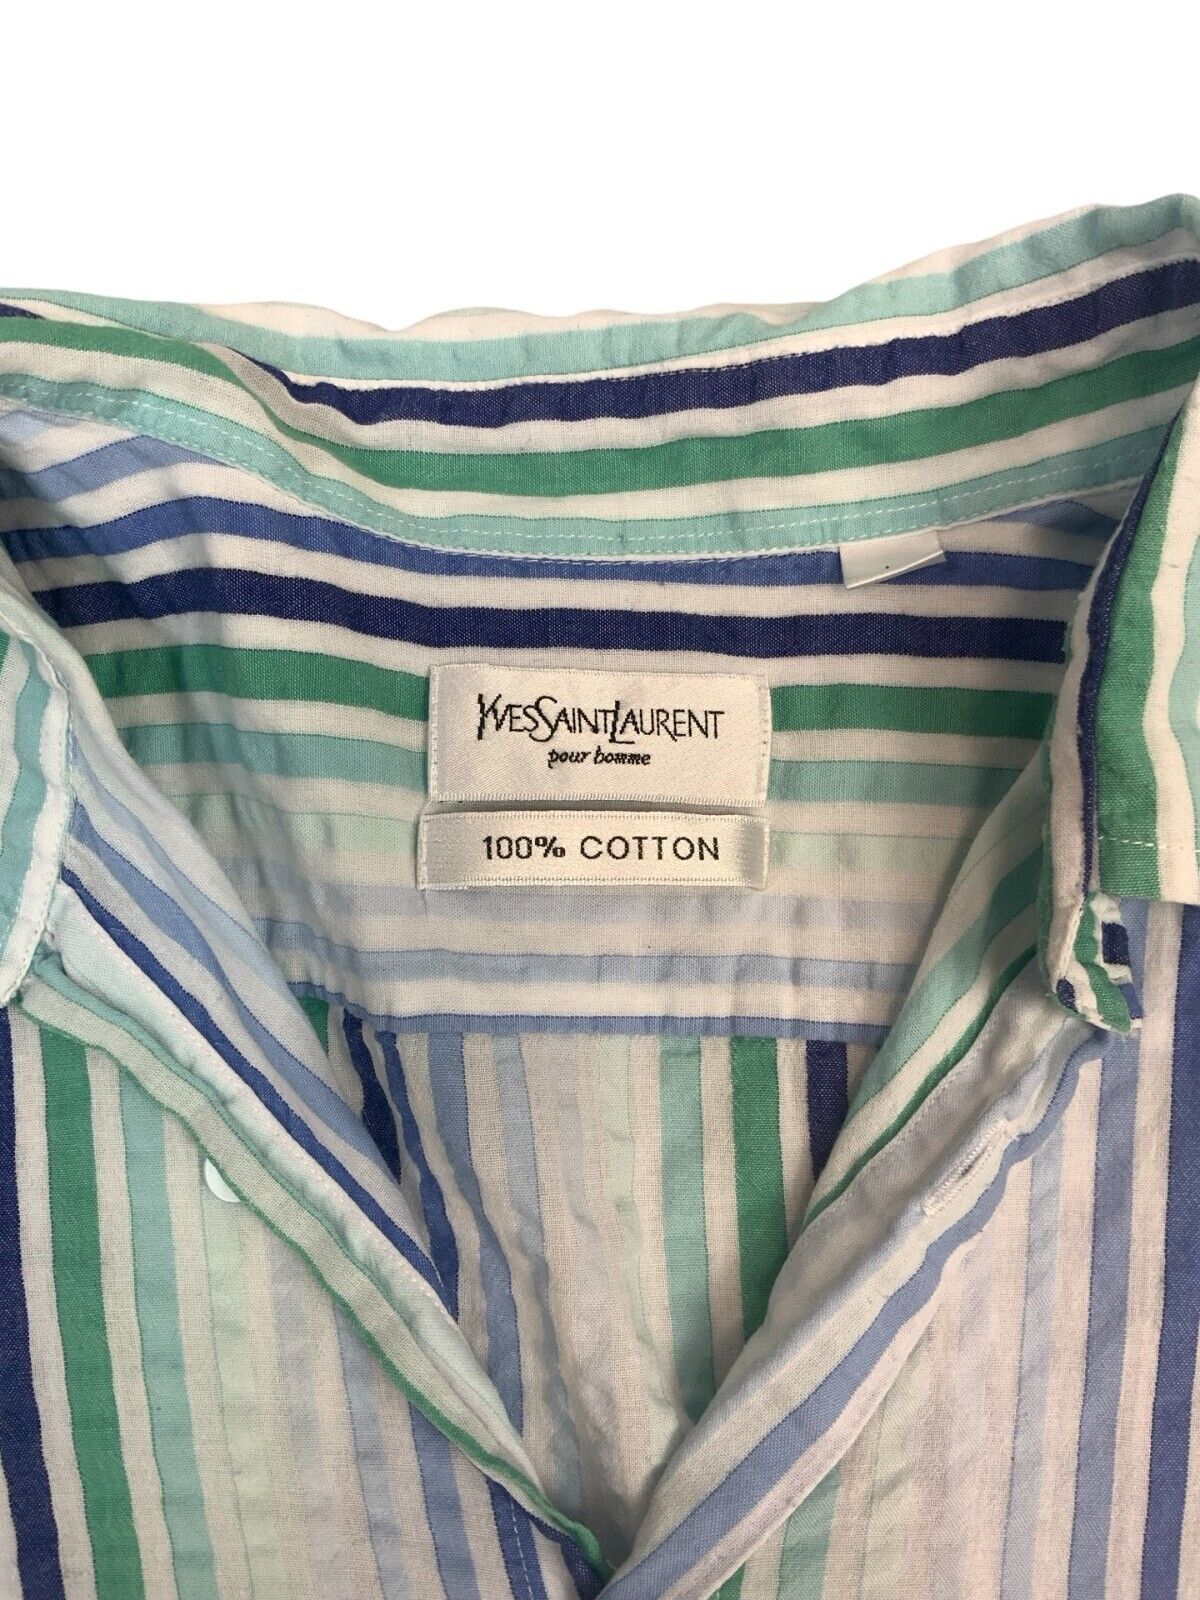 YVESSAINTLAURENT
pour homme
100% COTTON